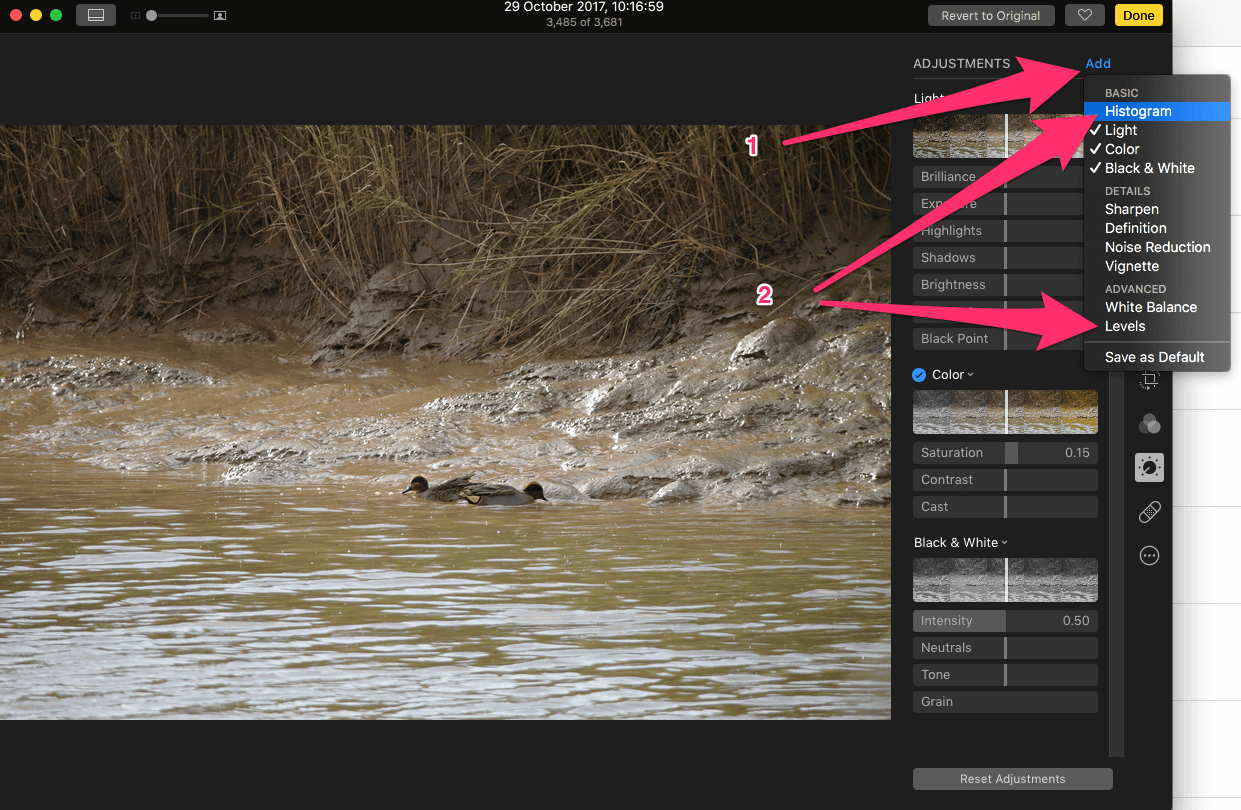 29 October 2017, 10:16:59
3,485 of 3,681
Revert to Original
Done
ADJUSTMENTS
Add
Light
BASIC
Histogram
Light
Color
Black & White
DETAILS
Sharpen
Definition
Noise Reduction
Vignette
ADVANCED
White Balance
Levels
Save as Default
1
2
Brilliance
Exposure
Highlights
Shadows
Brightness
Black Point
Color
Saturation 0.15
Contrast
Cast
Black & White
Intensity 0.50
Neutrals
Tone
Grain
Reset Adjustments